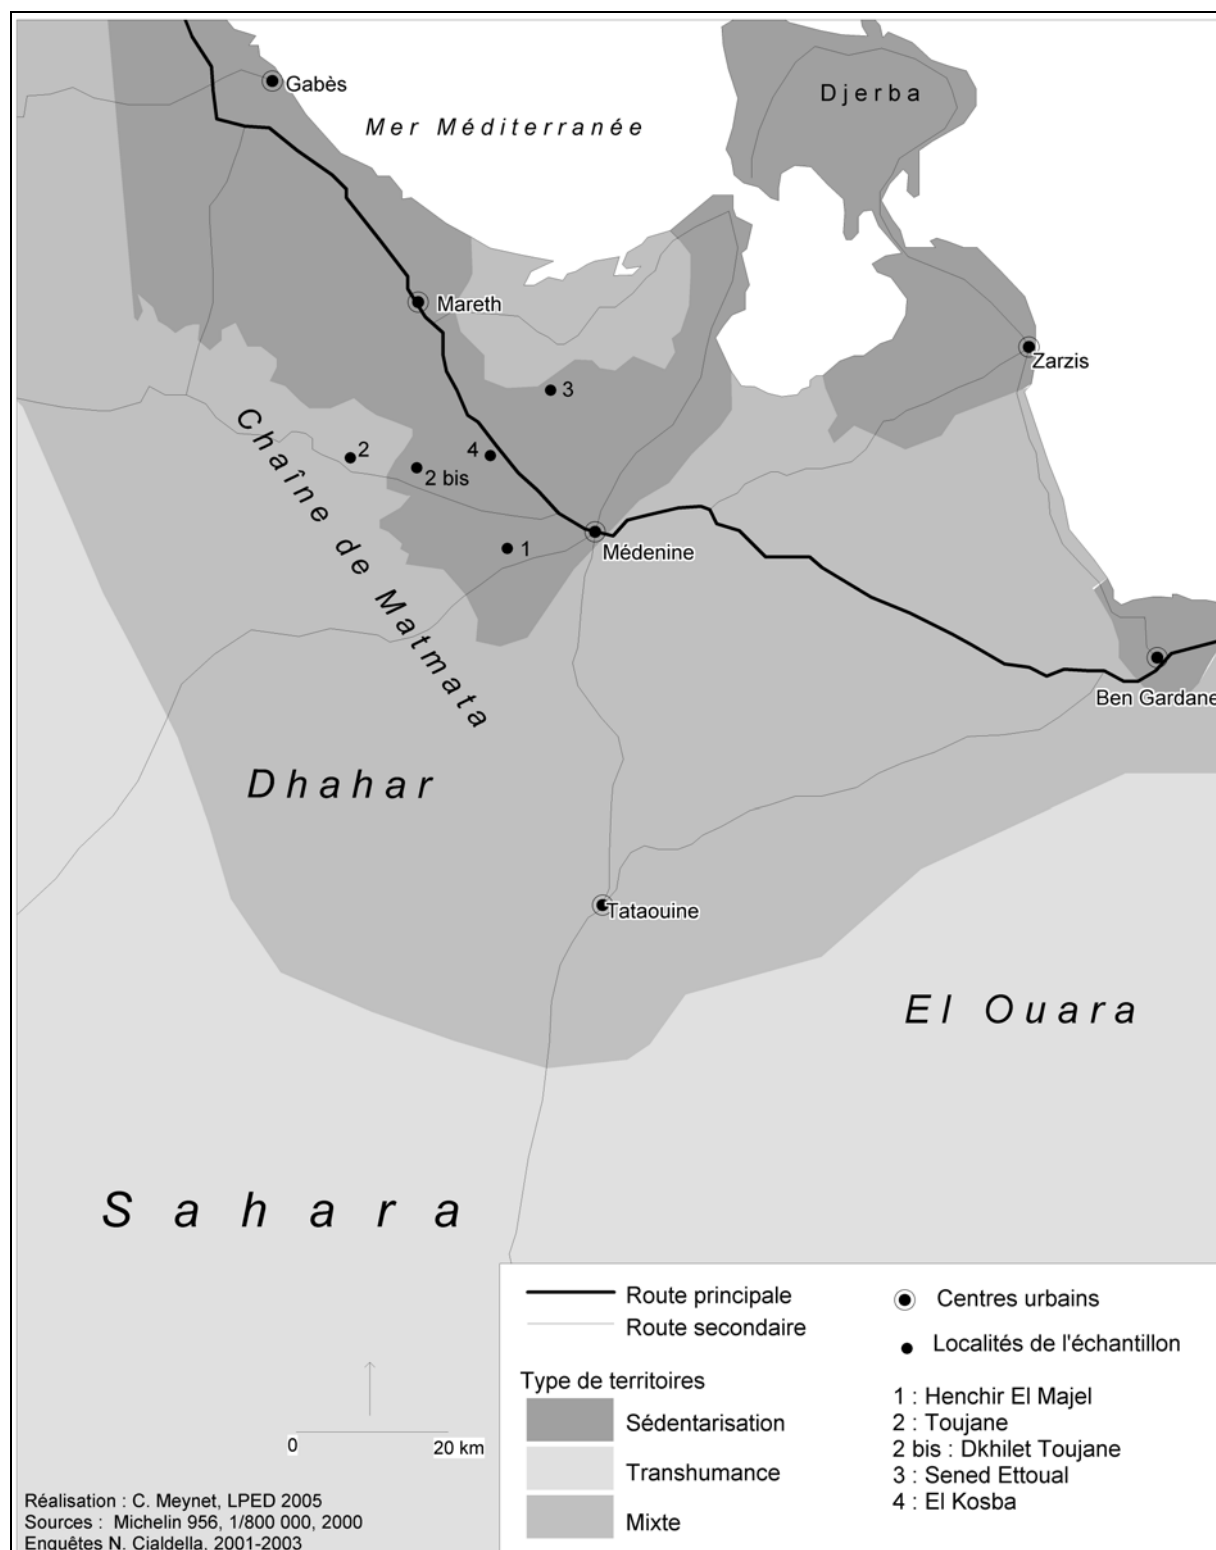 Gabès
Djerba
Mer Méditerranée
Mareth
Zarzis
3
Chaîne de Matmata
2
4
2 bis
1
Médenine
Ben Gardane
Dhahar
Tataouine
El Ouara
Sahara
Route principale
Route secondaire
Type de territoires
Sédentarisation
Transhumance
Mixte
Centres urbains
Localités de l'échantillon
1 : Henchir El Majel
2 : Toujane
2 bis : Dkhilet Toujane
3 : Sened Ettoual
4 : El Kosba
0
20 km
Réalisation : C. Meynet, LPED 2005
Sources : Michelin 956, 1/800 000, 2000
Enquêtes N. Cialdella, 2001-2003